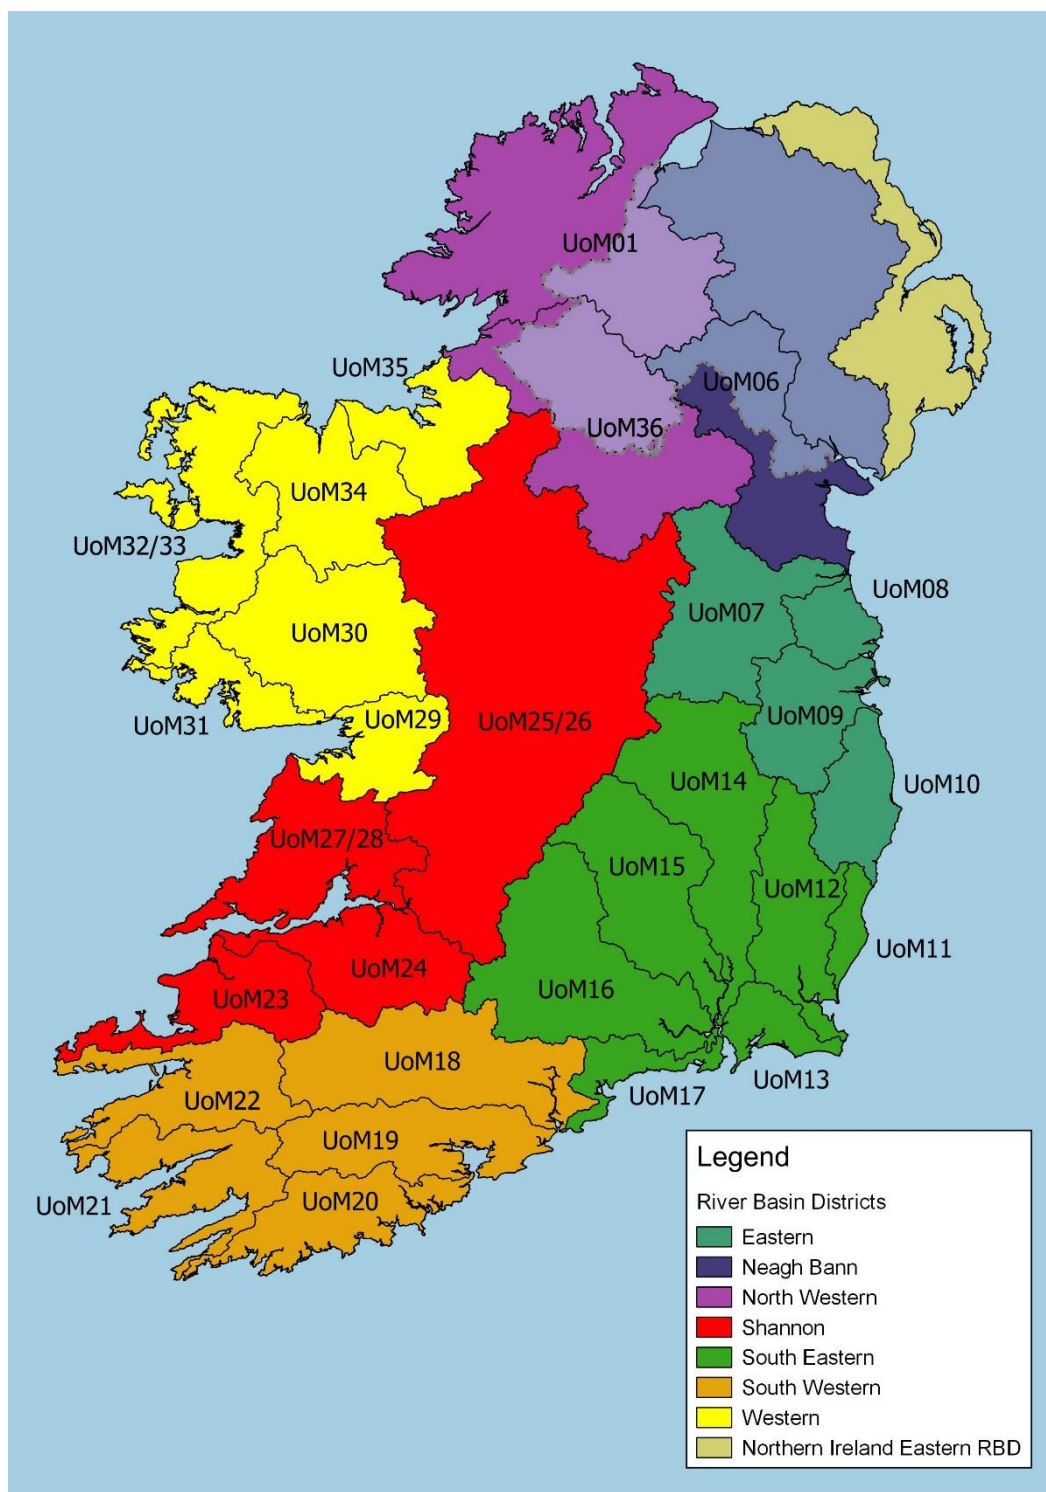 UoM01
UoM35
UoM06
UoM36
UoM34
UoM32/33
UoM08
UoM07
UoM30
UoM29
UoM31
UoM25/26
UoM09
UoM14
UoM10
UoM27/28
UoM15
UoM12
UoM11
UoM24
UoM16
UoM23
UoM18
UoM13
UoM17
UoM22
UoM19
UoM21
UoM20
Legend
River Basin Districts
Eastern
Neagh Bann
North Western
Shannon
South Eastern
South Western
Western
Northern Ireland Eastern RBD